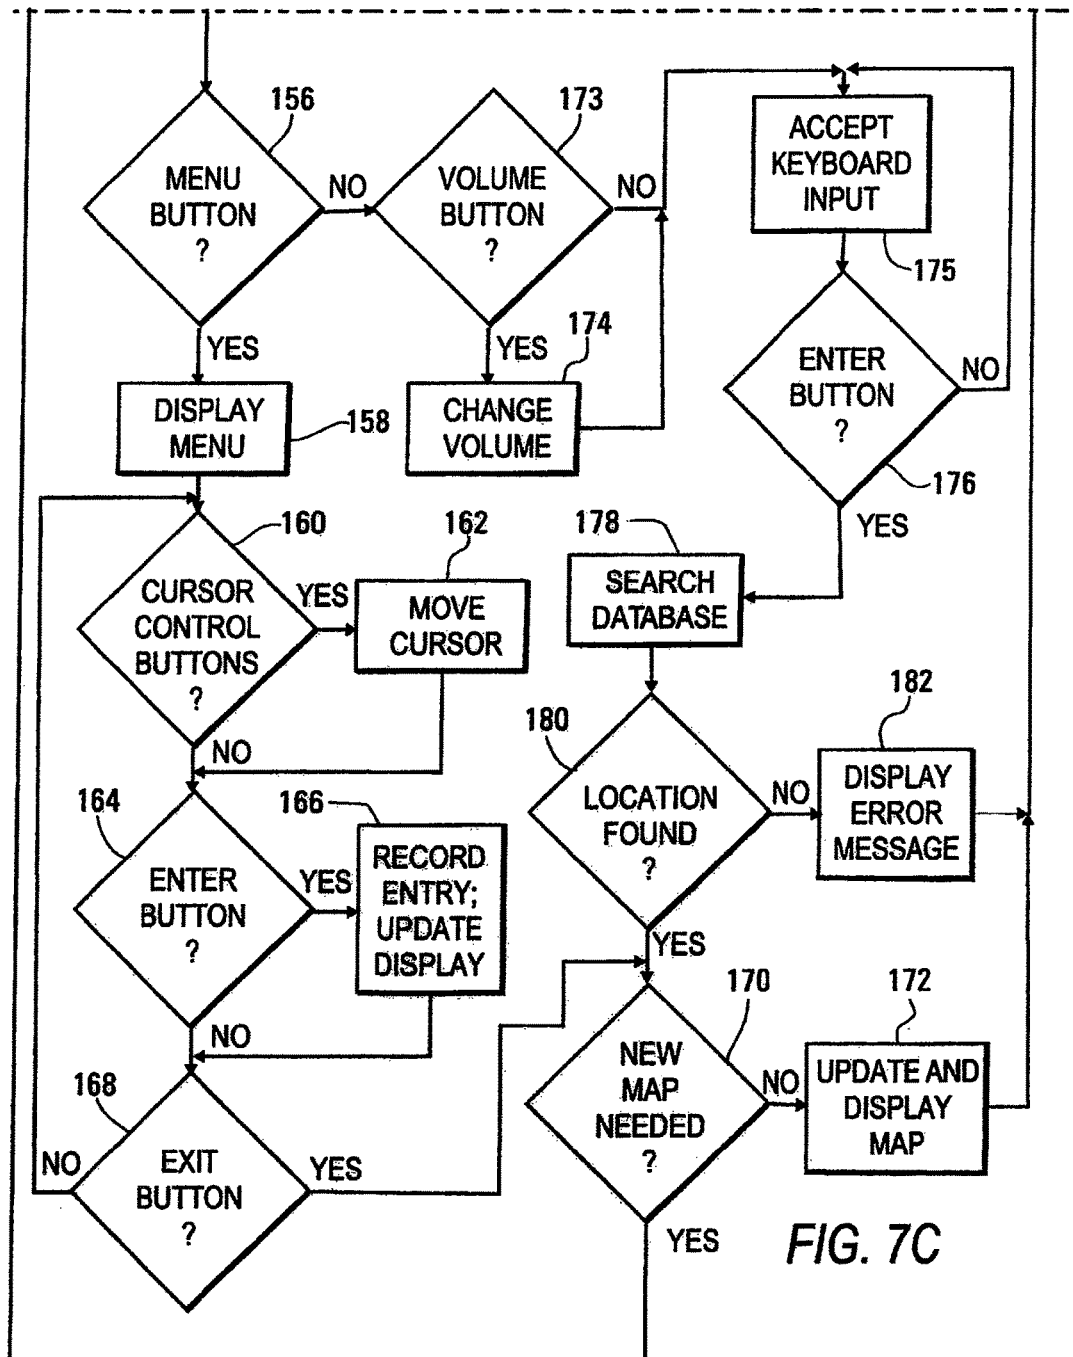 156
MENU
BUTTON
?
NO
YES
173
VOLUME
BUTTON
?
NO
YES
ACCEPT
KEYBOARD
INPUT
175
174
CHANGE
VOLUME
DISPLAY
MENU
158
ENTER
BUTTON
?
NO
176
YES
160
CURSOR
CONTROL
BUTTONS
?
YES
NO
162
MOVE
CURSOR
178
SEARCH
DATABASE
180
LOCATION
FOUND
?
NO
YES
182
DISPLAY
ERROR
MESSAGE
164
ENTER
BUTTON
?
YES
NO
166
RECORD
ENTRY;
UPDATE
DISPLAY
168
EXIT
BUTTON
?
NO
YES
170
NEW
MAP
NEEDED
?
NO
YES
172
UPDATE AND
DISPLAY
MAP
FIG. 7C